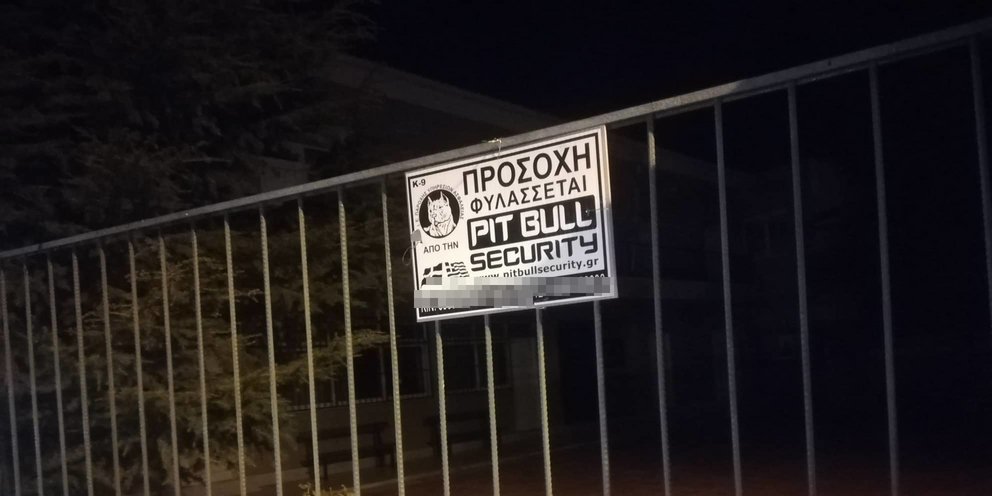 K-9
ΠΡΟΣΟΧΗ
ΦΥΛΑΣΣΕΤΑΙ
ΑΠΟ ΤΗΝ
PIT BULL
SECURITY
www.pitbullsecurity.gr